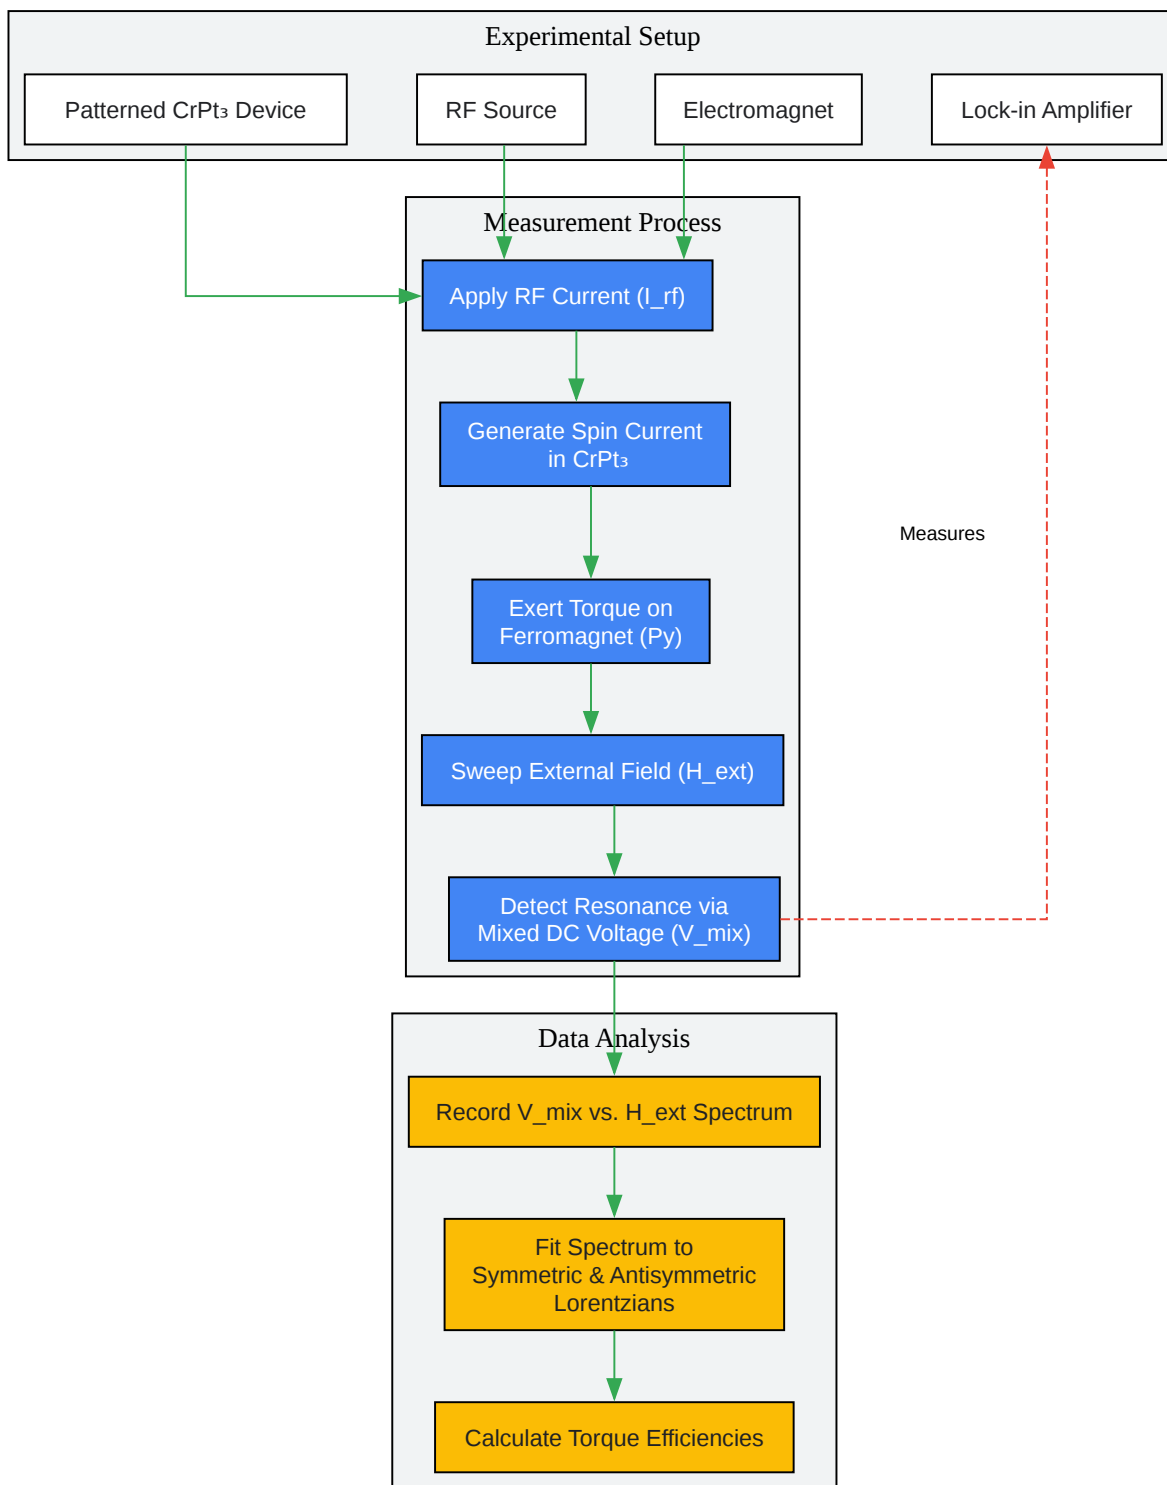 Experimental Setup
Patterned CrPt₃ Device
RF Source
Electromagnet
Lock-in Amplifier
Measurement Process
Apply RF Current (I_rf)
Generate Spin Current
in CrPt₃
Measures
Exert Torque on
Ferromagnet (Py)
Sweep External Field (H_ext)
Detect Resonance via
Mixed DC Voltage (V_mix)
Data Analysis
Record V_mix vs. H_ext Spectrum
Fit Spectrum to
Symmetric & Antisymmetric
Lorentzians
Calculate Torque Efficiencies